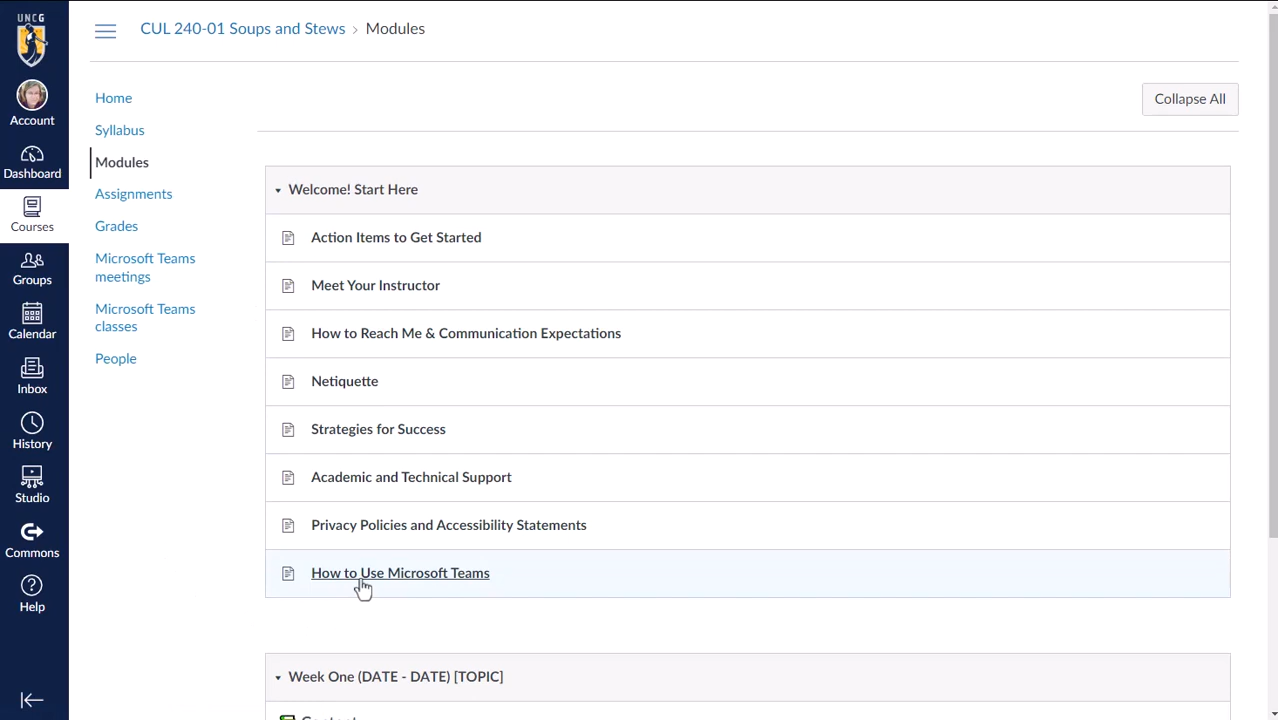 UNCG
Account
Dashboard
Courses
Groups
Calendar
Inbox
History
Studio
Commons
Help
CUL 240-01 Soups and Stews › Modules
Home
Syllabus
Modules
Assignments
Grades
Microsoft Teams
meetings
Microsoft Teams
classes
People
Collapse All
Welcome! Start Here
Action Items to Get Started
Meet Your Instructor
How to Reach Me & Communication Expectations
Netiquette
Strategies for Success
Academic and Technical Support
Privacy Policies and Accessibility Statements
How to Use Microsoft Teams
Week One (DATE - DATE) [TOPIC]